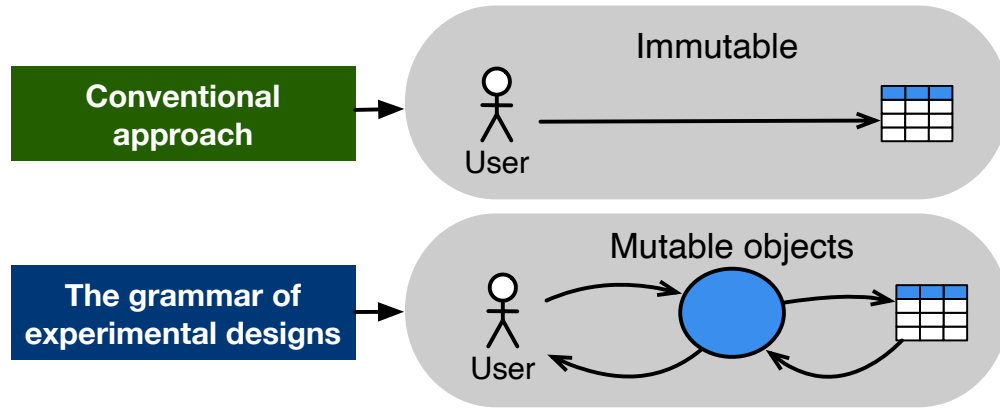 Conventional
approach
Immutable
User
The grammar of
experimental designs
Mutable objects
User